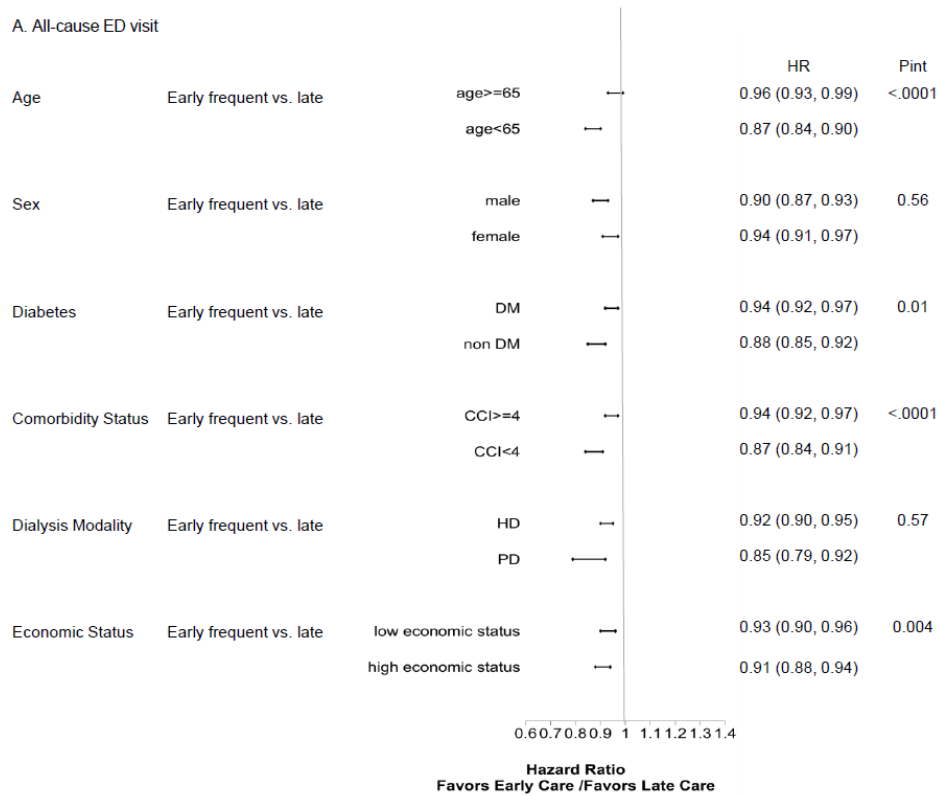 A. All-cause ED visit
HR Pint
Age Early frequent vs. late age>=65 0.96 (0.93, 0.99) <.0001
age<65 0.87 (0.84, 0.90)
Sex Early frequent vs. late male 0.90 (0.87, 0.93) 0.56
female 0.94 (0.91, 0.97)
Diabetes Early frequent vs. late DM 0.94 (0.92, 0.97) 0.01
non DM 0.88 (0.85, 0.92)
Comorbidity Status Early frequent vs. late CCI>=4 0.94 (0.92, 0.97) <.0001
CCI<4 0.87 (0.84, 0.91)
Dialysis Modality Early frequent vs. late HD 0.92 (0.90, 0.95) 0.57
PD 0.85 (0.79, 0.92)
Economic Status Early frequent vs. late low economic status 0.93 (0.90, 0.96) 0.004
high economic status 0.91 (0.88, 0.94)
0.6 0.7 0.8 0.9 1 1.1 1.2 1.3 1.4
Hazard Ratio
Favors Early Care /Favors Late Care